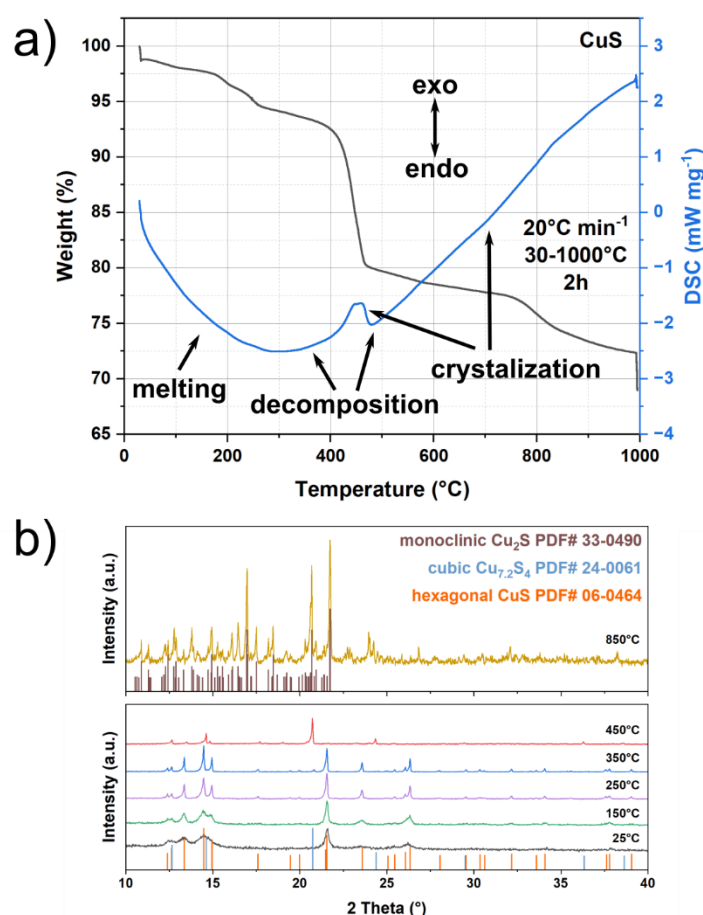 a)
CuS
exo
endo
20°C min⁻¹
30-1000°C
2h
melting
decomposition
crystalization
Weight (%)
100
95
90
85
80
75
72
65
DSC (mW mg⁻¹)
3
2
1
0
−1
−2
−3
−4
0 200 400 600 800 1000
Temperature (°C)
b)
monoclinic Cu₂S PDF# 33-0490
cubic Cu₇.₂S₄ PDF# 24-0061
hexagonal CuS PDF# 06-0464
850°C
Intensity (a.u.)
450°C
350°C
250°C
150°C
25°C
Intensity (a.u.)
10 15 20 25 30 35 40
2 Theta (°)